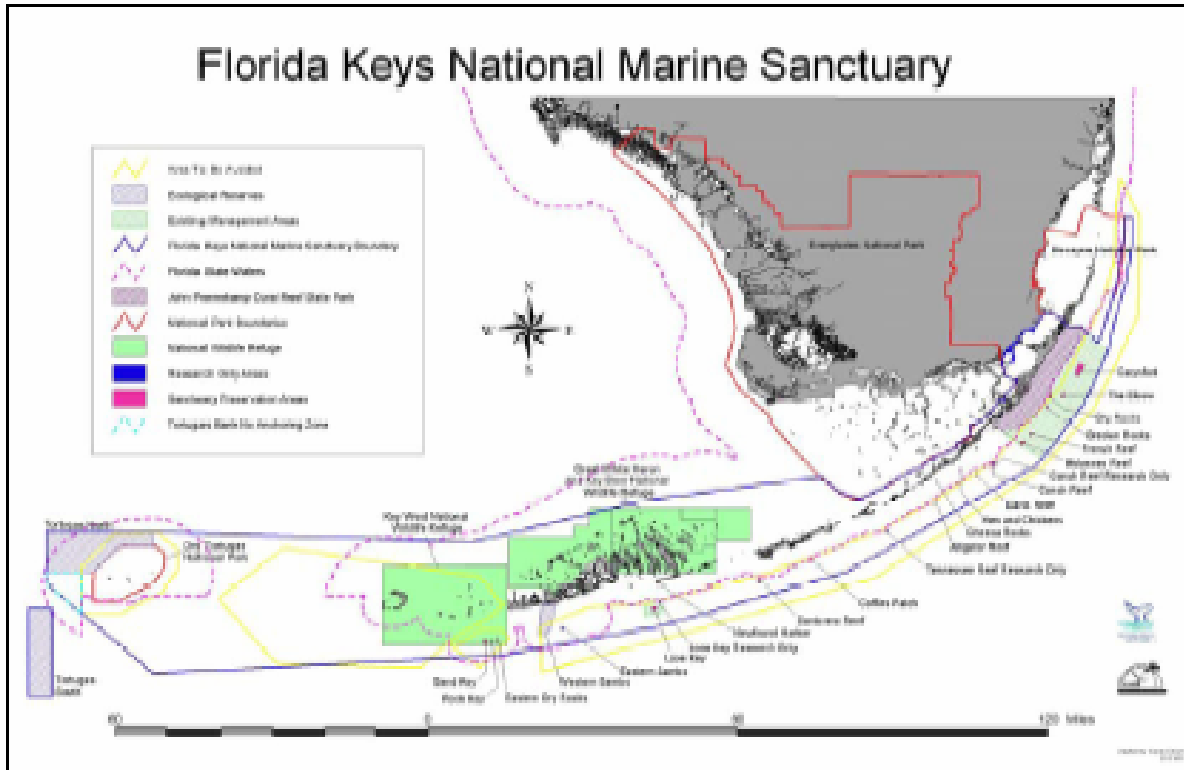 Florida Keys National Marine Sanctuary
Area To Be Avoided
Ecological Reserves
Existing Management Areas
Florida Keys National Marine Sanctuary Boundary
Florida State Waters
John Pennekamp Coral Reef State Park
National Park Boundaries
National Wildlife Refuge
Research Only Areas
Sanctuary Preservation Areas
Tortugas Bank No Anchoring Zone
N
W
E
S
Everglades National Park
Biscayne National Park
Great White Heron
and Key Deer National
Wildlife Refuge
Key West National
Wildlife Refuge
Tortugas North
Dry Tortugas
National Park
Tortugas
South
Carysfort
The Elbow
Dry Rocks
Grecian Rocks
French Reef
Molasses Reef
Conch Reef Research Only
Conch Reef
Davis Reef
Hen and Chickens
Cheeca Rocks
Alligator Reef
Tennessee Reef Research Only
Coffins Patch
Sombrero Reef
Newfound Harbor
Looe Key Research Only
Looe Key
Eastern Sambo
Western Sambo
Eastern Dry Rocks
Rock Key
Sand Key
60
0
60
120 Miles